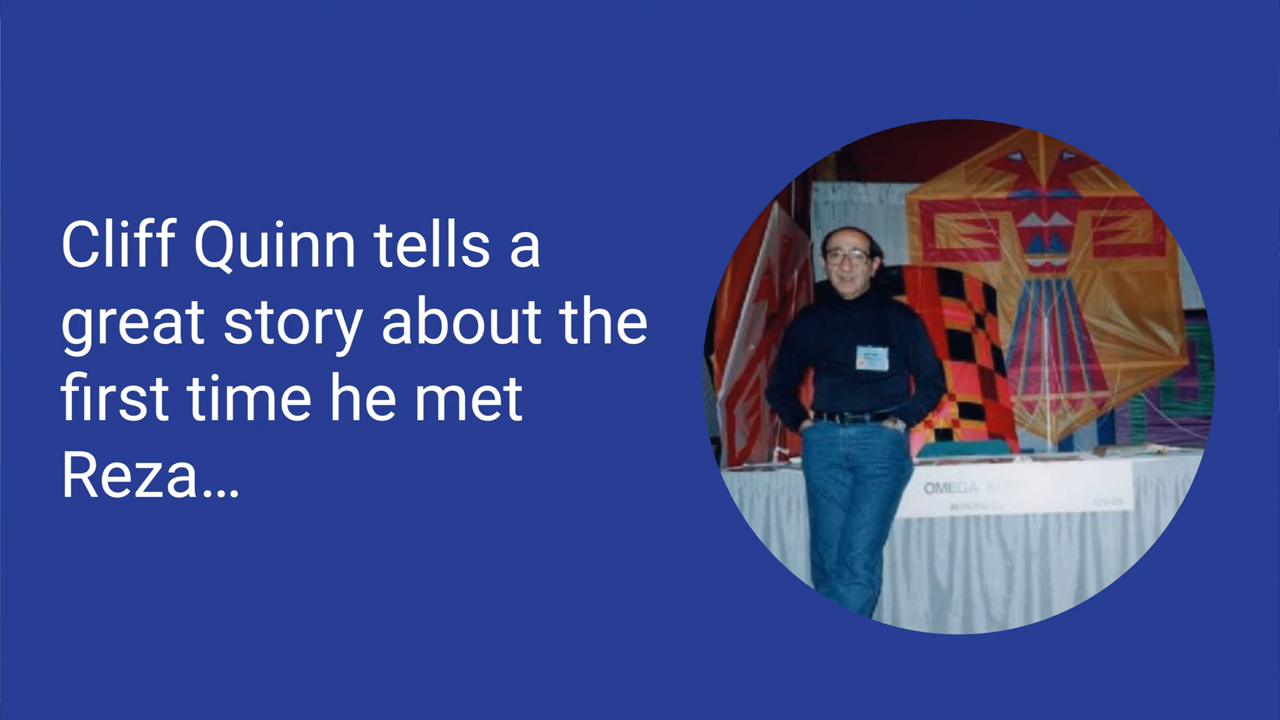 Cliff Quinn tells a
great story about the
first time he met
Reza…
OMEGA